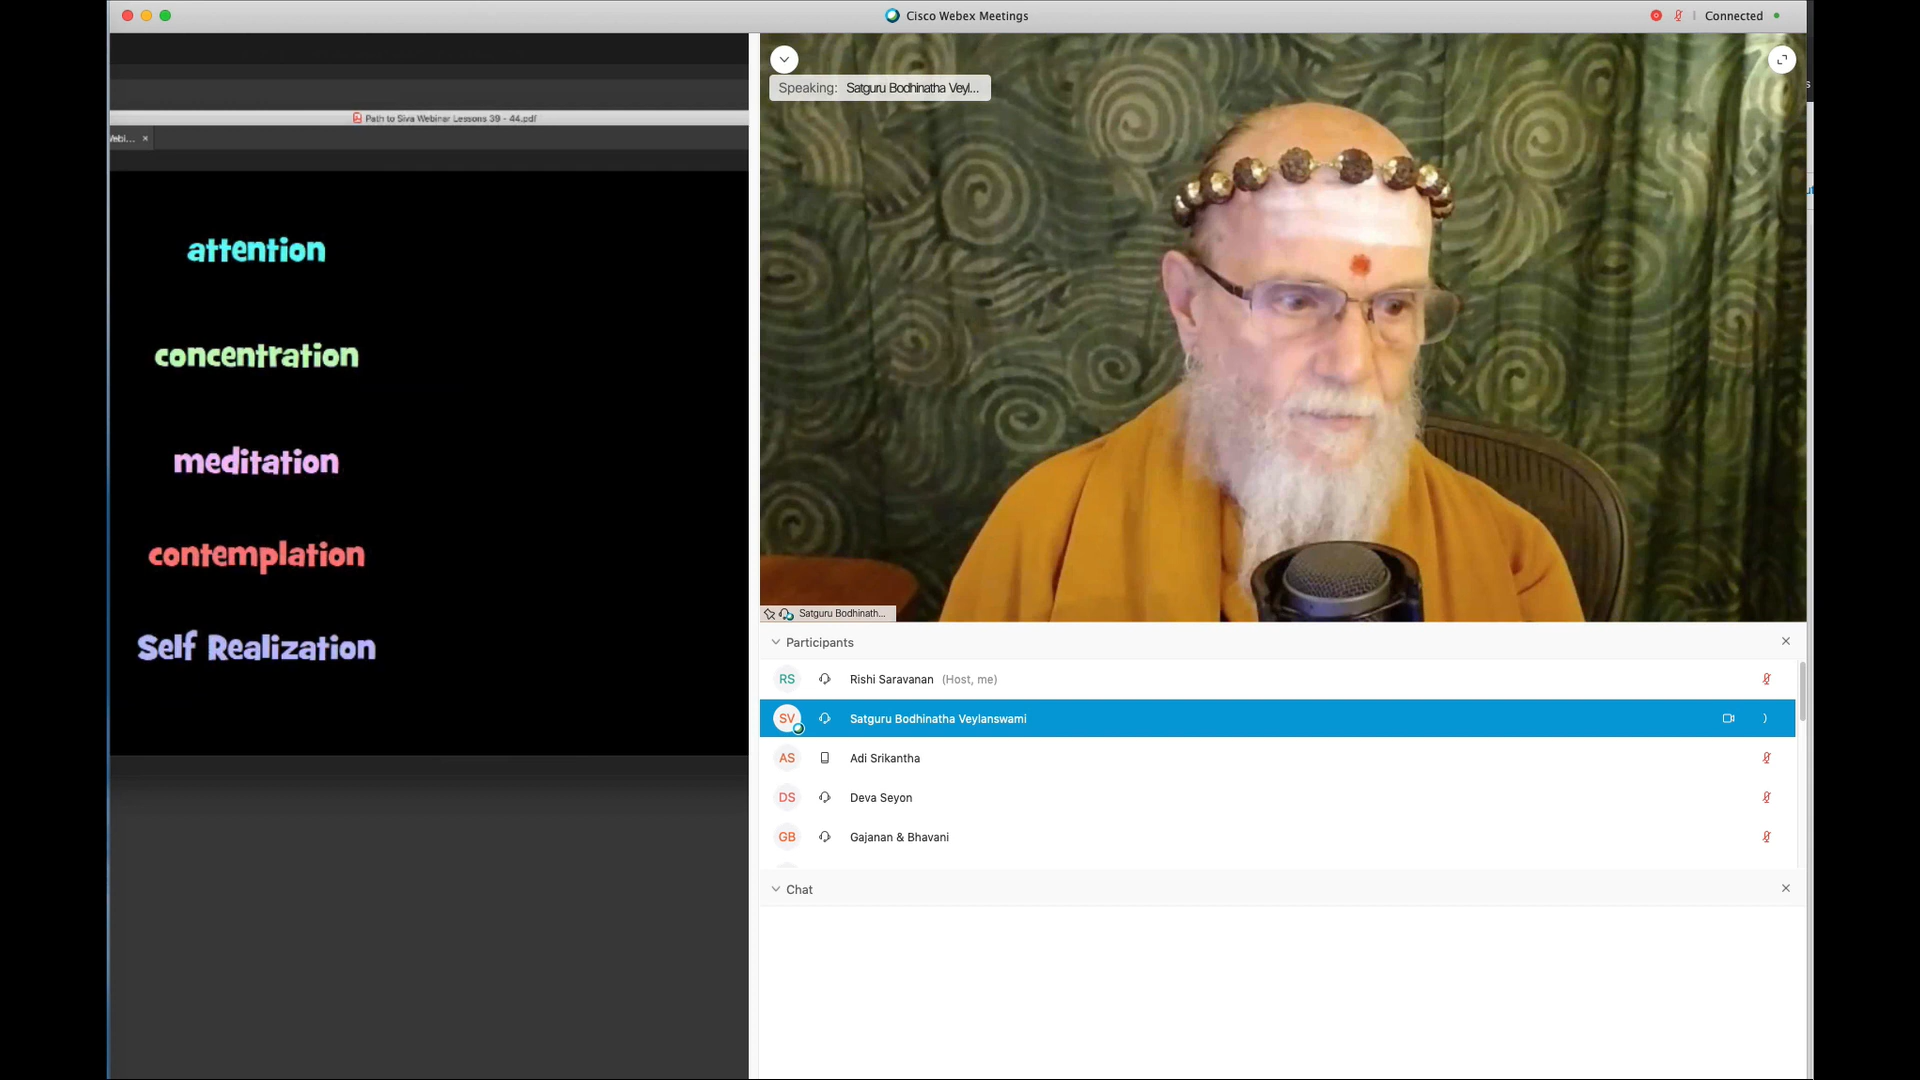 Cisco Webex Meetings
Connected
Path to Siva Webinar Lessons 39 - 44.pdf
Webi...
attention
concentration
meditation
contemplation
Self Realization
Speaking: Satguru Bodhinatha Veyl...
Satguru Bodhinath...
Participants
RS Rishi Saravanan (Host, me)
SV Satguru Bodhinatha Veylanswami
AS Adi Srikantha
DS Deva Seyon
GB Gajanan & Bhavani
Chat